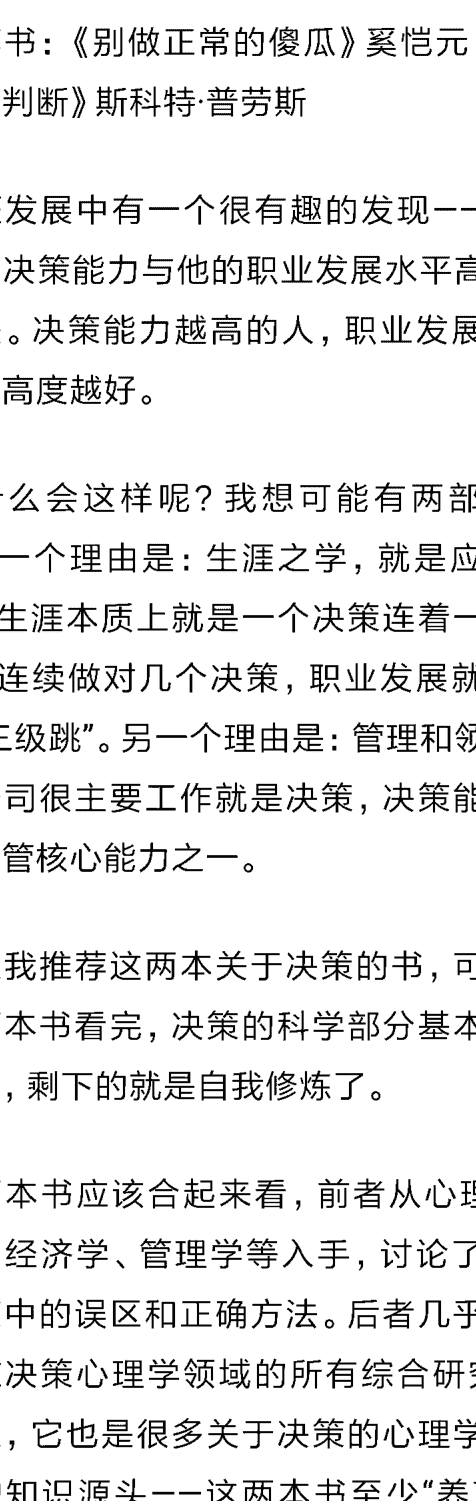 书：《别做正常的傻瓜》奚恺元
判断》斯科特·普劳斯
发展中有一个很有趣的发现——
决策能力与他的职业发展水平高
。决策能力越高的人，职业发展
高度越好。
么会这样呢？我想可能有两部
一个理由是：生涯之学，就是应
生涯本质上就是一个决策连着一
连续做对几个决策，职业发展就
三级跳”。另一个理由是：管理和领
司很主要工作就是决策，决策能
管核心能力之一。
我推荐这两本关于决策的书，可
本书看完，决策的科学部分基本
，剩下的就是自我修炼了。
本书应该合起来看，前者从心理
经济学、管理学等入手，讨论了
中的误区和正确方法。后者几乎
决策心理学领域的所有综合研究
，它也是很多关于决策的心理学
知识源头——这两本书至少“养